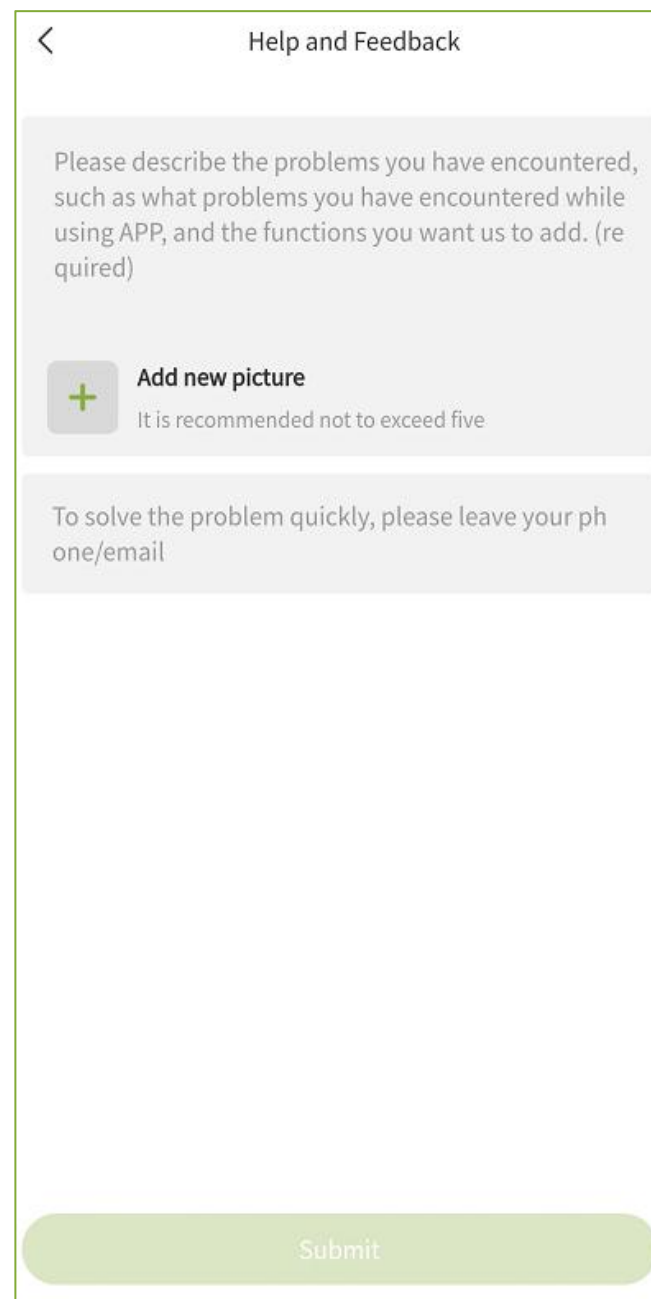 Help and Feedback
Please describe the problems you have encountered,
such as what problems you have encountered while
using APP, and the functions you want us to add. (re
quired)
Add new picture
It is recommended not to exceed five
To solve the problem quickly, please leave your ph
one/email
Submit